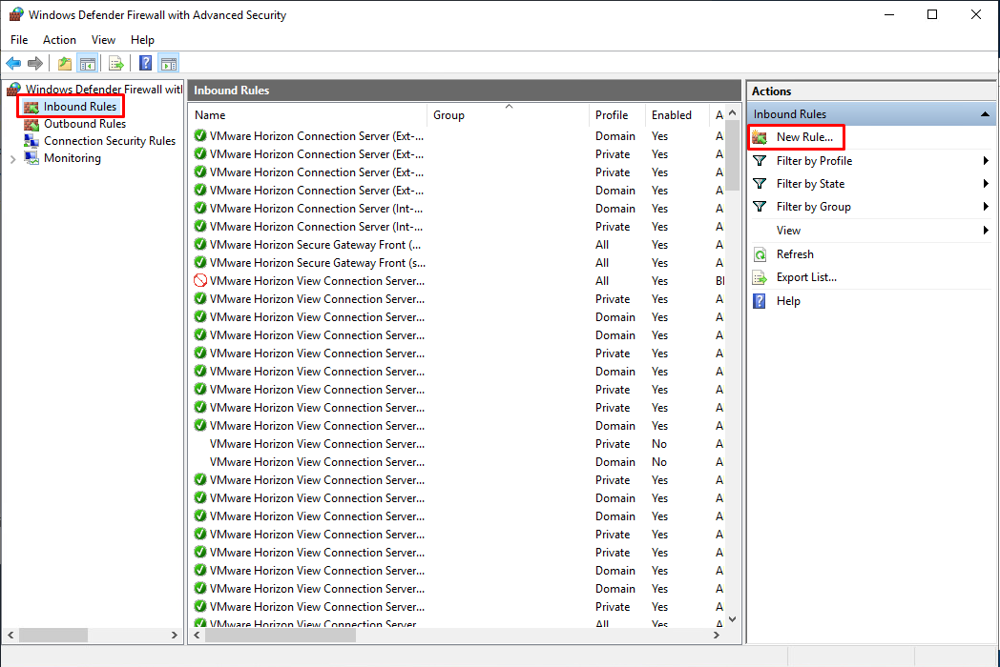 Windows Defender Firewall with Advanced Security
File Action View Help
Windows Defender Firewall witl
Inbound Rules
Outbound Rules
Connection Security Rules
Monitoring
Inbound Rules
Name Group Profile Enabled A
VMware Horizon Connection Server (Ext-... Domain Yes A
VMware Horizon Connection Server (Ext-... Private Yes A
VMware Horizon Connection Server (Ext-... Private Yes A
VMware Horizon Connection Server (Ext-... Domain Yes A
VMware Horizon Connection Server (Int-... Domain Yes A
VMware Horizon Connection Server (Int-... Private Yes A
VMware Horizon Secure Gateway Front (... All Yes A
VMware Horizon Secure Gateway Front (s... All Yes A
VMware Horizon View Connection Server... All Yes Bl
VMware Horizon View Connection Server... Private Yes A
VMware Horizon View Connection Server... Domain Yes A
VMware Horizon View Connection Server... Domain Yes A
VMware Horizon View Connection Server... Private Yes A
VMware Horizon View Connection Server... Domain Yes A
VMware Horizon View Connection Server... Private Yes A
VMware Horizon View Connection Server... Private Yes A
VMware Horizon View Connection Server... Domain Yes A
VMware Horizon View Connection Server... Private No A
VMware Horizon View Connection Server... Domain No A
VMware Horizon View Connection Server... Private Yes A
VMware Horizon View Connection Server... Domain Yes A
VMware Horizon View Connection Server... Domain Yes A
VMware Horizon View Connection Server... Private Yes A
VMware Horizon View Connection Server... Private Yes A
VMware Horizon View Connection Server... Domain Yes A
VMware Horizon View Connection Server... Domain Yes A
VMware Horizon View Connection Server... Private Yes A
VMware Horizon View Connection Server... All Yes A
Actions
Inbound Rules
New Rule...
Filter by Profile
Filter by State
Filter by Group
View
Refresh
Export List...
Help